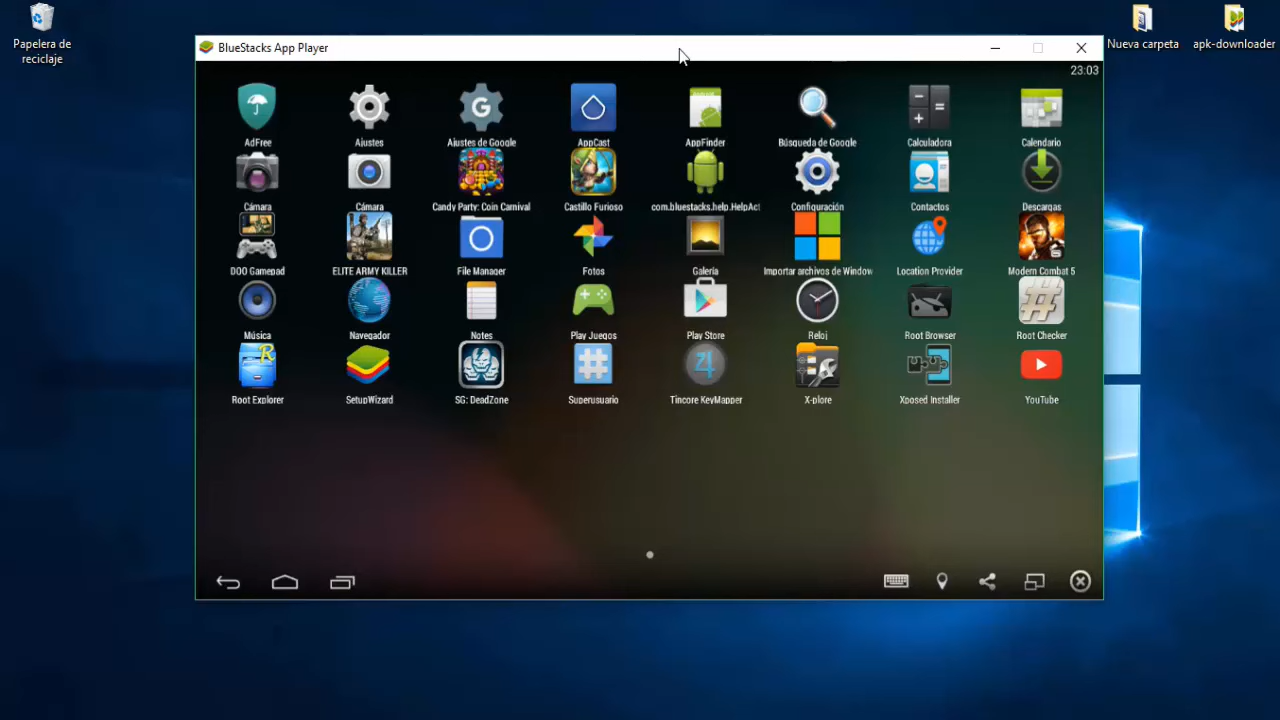 Papelera de
reciclaje
Nueva carpeta
apk-downloader
BlueStacks App Player
23:03
AdFree
Ajustes
Ajustes de Google
AppCast
AppFinder
Búsqueda de Google
Calculadora
Calendario
Cámara
Cámara
Candy Party: Coin Carnival
Castillo Furioso
com.bluestacks.help.HelpAct
Configuración
Contactos
Descargas
DOO Gamepad
ELITE ARMY KILLER
File Manager
Fotos
Galería
Importar archivos de Window
Location Provider
Modern Combat 5
Música
Navegador
Notes
Play Juegos
Play Store
Reloj
Root Browser
Root Checker
Root Explorer
SetupWizard
SG: DeadZone
Superusuario
Tincore KeyMapper
X-plore
Xposed Installer
YouTube